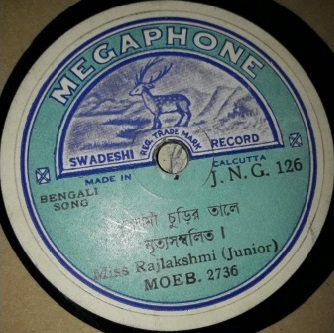 MEGAPHONE
SWADESHI REG. TRADE MARK RECORD
MADE IN CALCUTTA
BENGALI J.N.G. 126
SONG
চুড়ির তালে
নৃত্যসম্বলিত ।
Miss Rajlakshmi (Junior)
MOEB. 2736